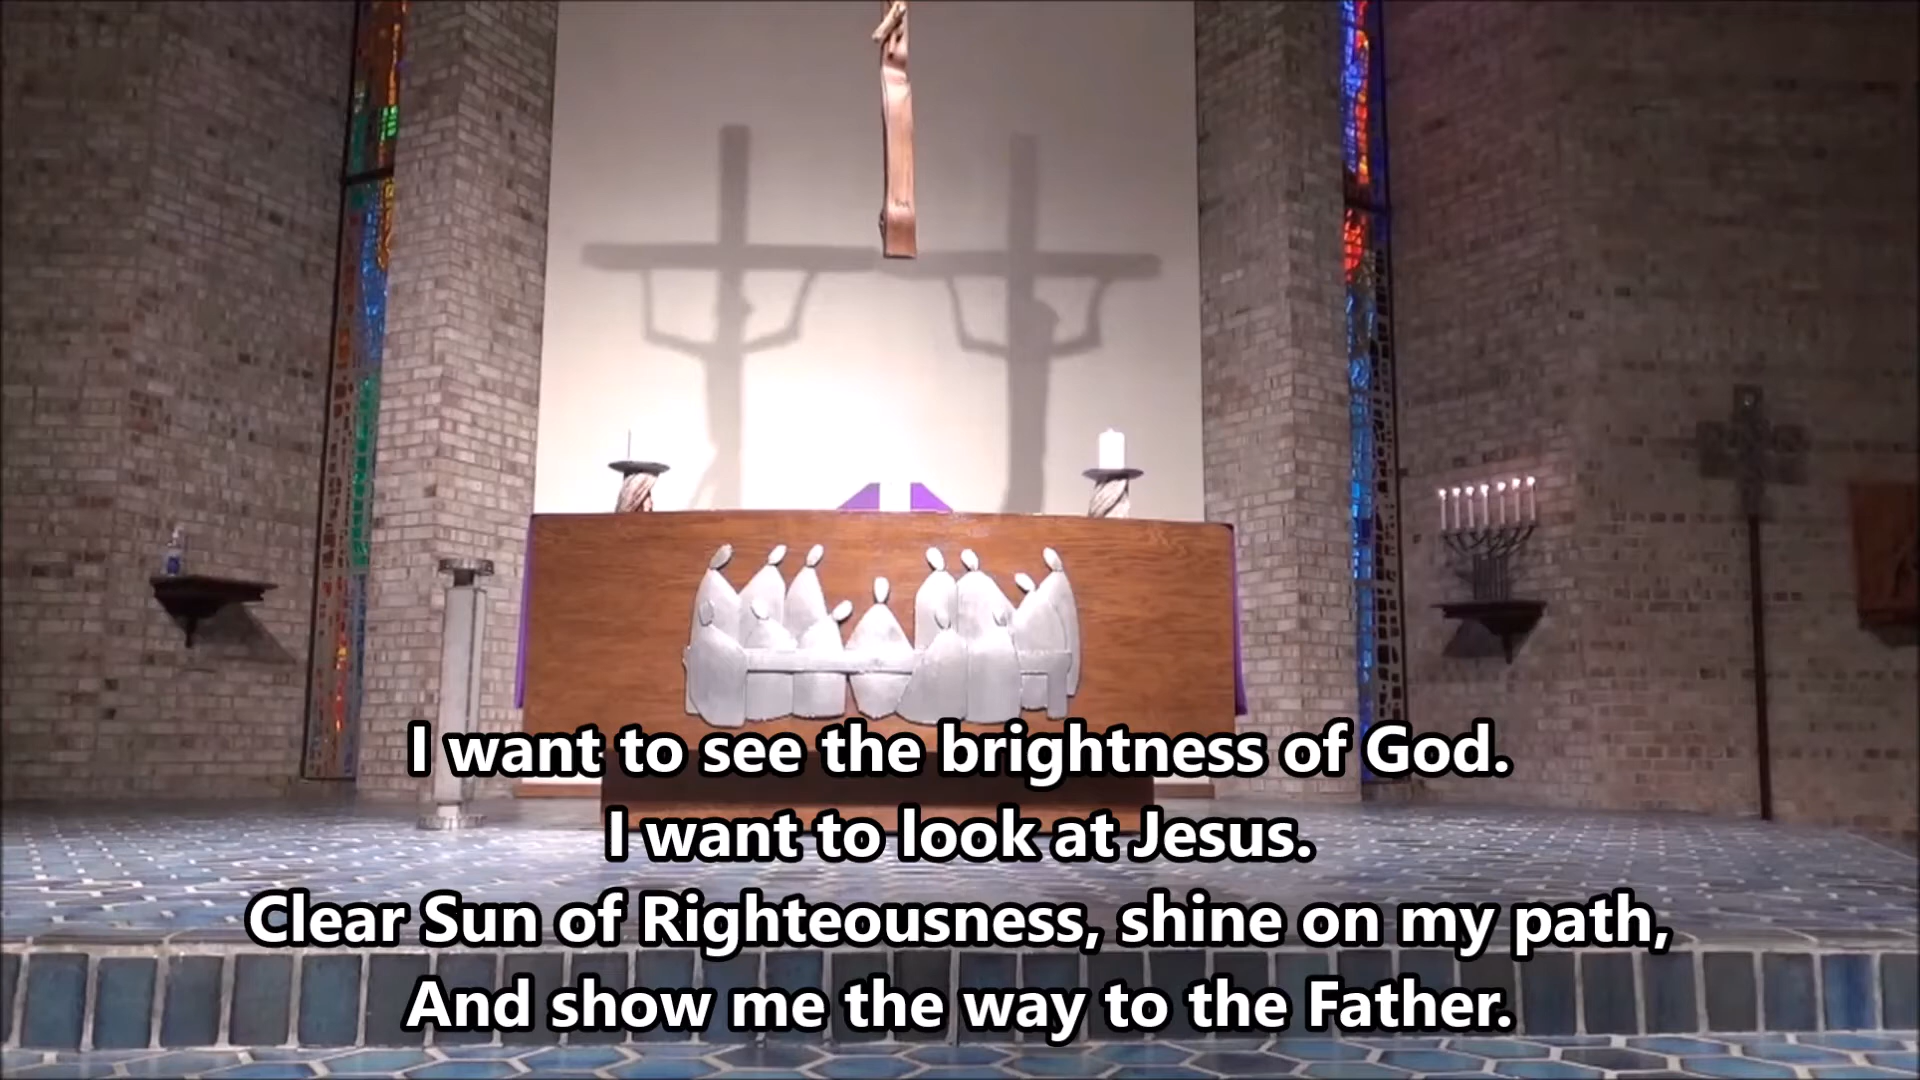 I want to see the brightness of God.
I want to look at Jesus.
Clear Sun of Righteousness, shine on my path,
And show me the way to the Father.